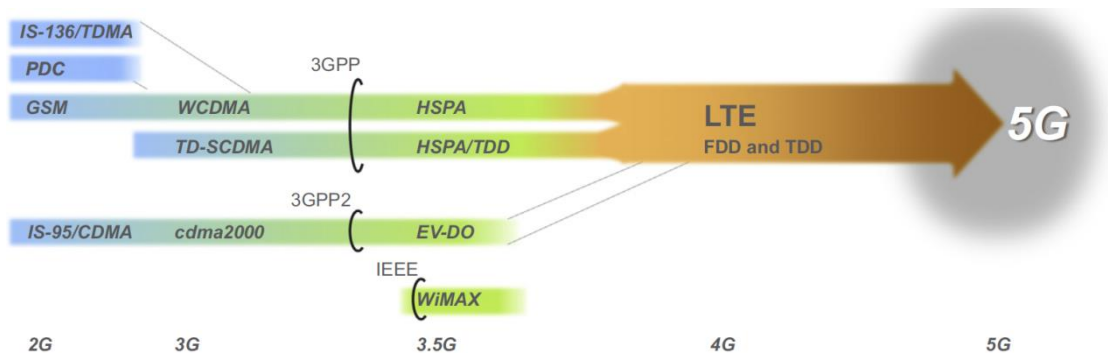 IS-136/TDMA
PDC
3GPP
GSM WCDMA HSPA
LTE
5G
TD-SCDMA HSPA/TDD FDD and TDD
3GPP2
IS-95/CDMA cdma2000 EV-DO
IEEE
WiMAX
2G 3G 3.5G 4G 5G